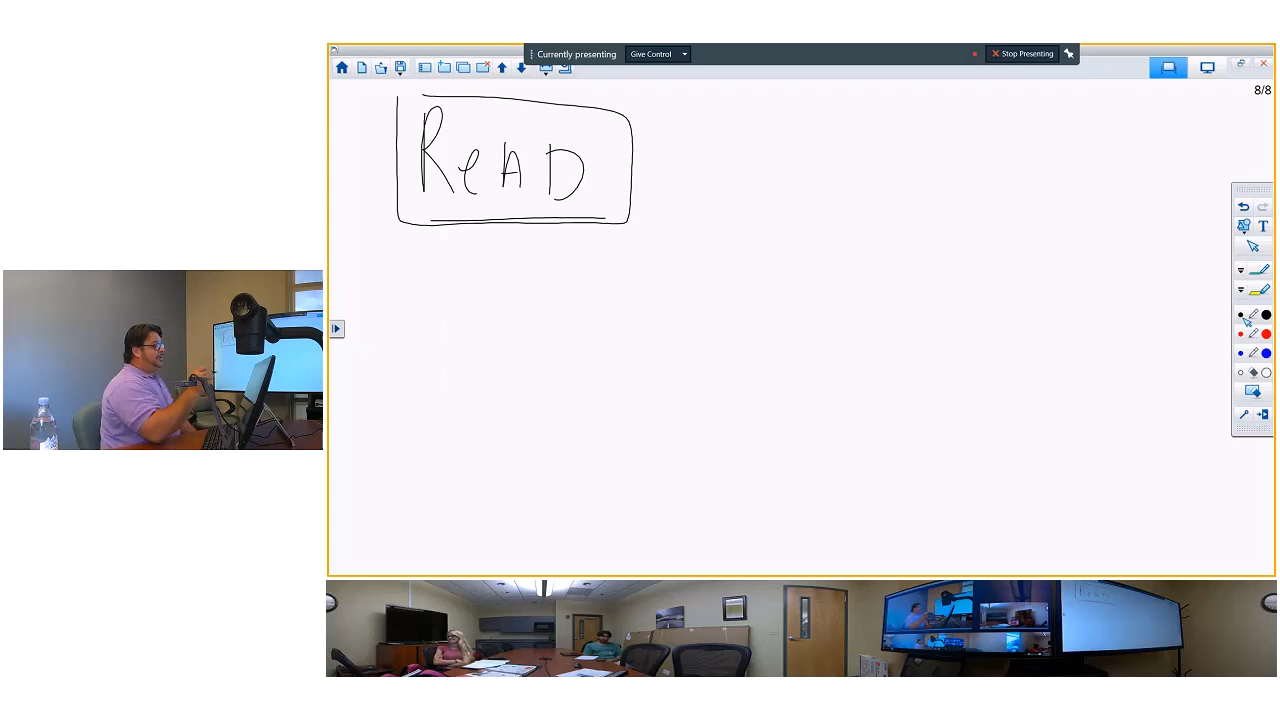 Currently presenting
Give Control
Stop Presenting
8/8
ReAD
T